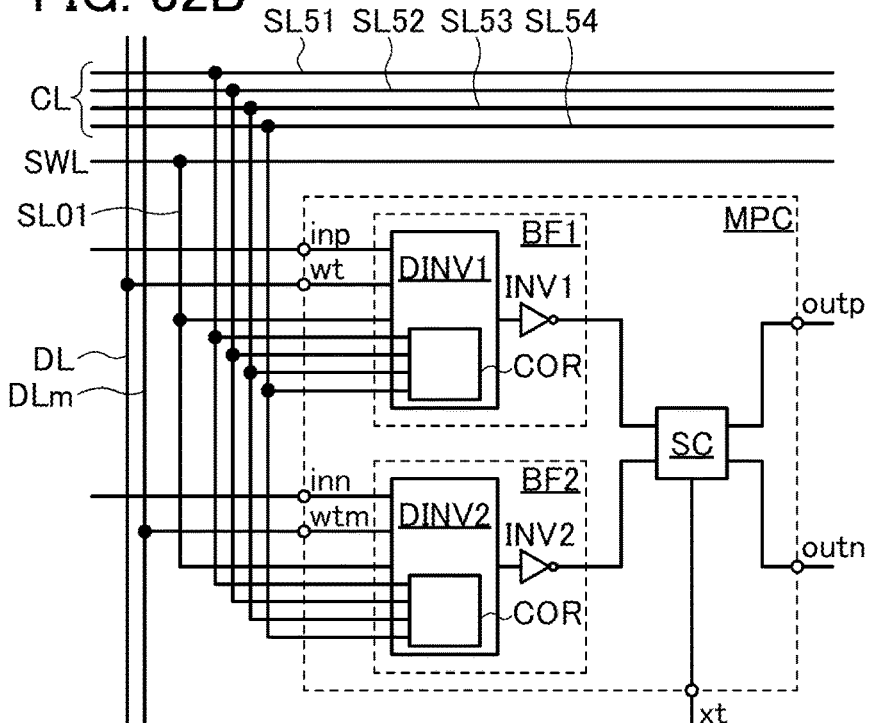 FIG. 32B
SL51 SL52 SL53 SL54
CL
SWL
SL01
MPC
inp
BF1
wt
DINV1
INV1
outp
DL
DLm
COR
SC
inn
BF2
wtm
DINV2
INV2
outn
COR
xt